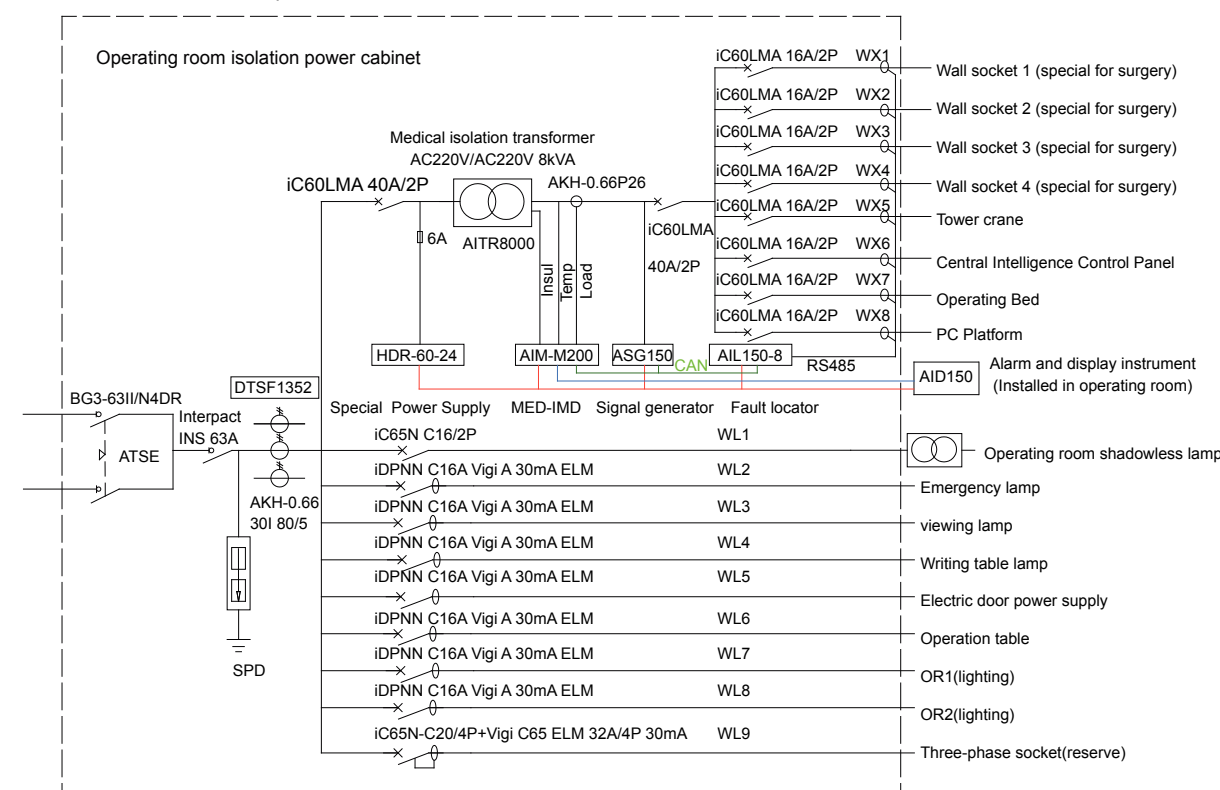 Operating room isolation power cabinet
iC60LMA 16A/2P WX1
Wall socket 1 (special for surgery)
iC60LMA 16A/2P WX2
Wall socket 2 (special for surgery)
iC60LMA 16A/2P WX3
Wall socket 3 (special for surgery)
iC60LMA 16A/2P WX4
Wall socket 4 (special for surgery)
iC60LMA 16A/2P WX5
Tower crane
iC60LMA 16A/2P WX6
Central Intelligence Control Panel
iC60LMA 16A/2P WX7
Operating Bed
iC60LMA 16A/2P WX8
PC Platform
Medical isolation transformer
AC220V/AC220V 8kVA
iC60LMA 40A/2P
AKH-0.66P26
6A
AITR8000
iC60LMA
40A/2P
Insul
Temp
Load
HDR-60-24
AIM-M200
ASG150
AIL150-8
CAN
RS485
AID150
Alarm and display instrument
(Installed in operating room)
Special Power Supply
MED-IMD
Signal generator
Fault locator
DTSF1352
BG3-63II/N4DR
Interpact
INS 63A
ATSE
AKH-0.66
30I 80/5
SPD
iC65N C16/2P WL1
Operating room shadowless lamp
iDPNN C16A Vigi A 30mA ELM WL2
Emergency lamp
iDPNN C16A Vigi A 30mA ELM WL3
viewing lamp
iDPNN C16A Vigi A 30mA ELM WL4
Writing table lamp
iDPNN C16A Vigi A 30mA ELM WL5
Electric door power supply
iDPNN C16A Vigi A 30mA ELM WL6
Operation table
iDPNN C16A Vigi A 30mA ELM WL7
OR1(lighting)
iDPNN C16A Vigi A 30mA ELM WL8
OR2(lighting)
iC65N-C20/4P+Vigi C65 ELM 32A/4P 30mA WL9
Three-phase socket(reserve)